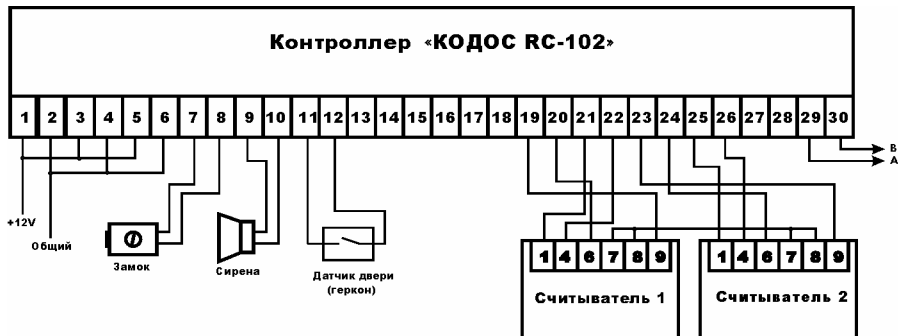 Контроллер «КОДОС RC-102»
1 2 3 4 5 6 7 8 9 10 11 12 13 14 15 16 17 18 19 20 21 22 23 24 25 26 27 28 29 30
B
A
+12V
Общий
Замок
Сирена
Датчик двери
(геркон)
1 4 6 7 8 9
Считыватель 1
1 4 6 7 8 9
Считыватель 2